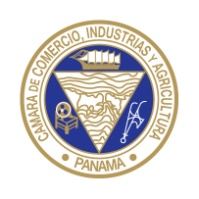 CAMARA DE COMERCIO, INDUSTRIAS Y AGRICULTURA
• PANAMA •